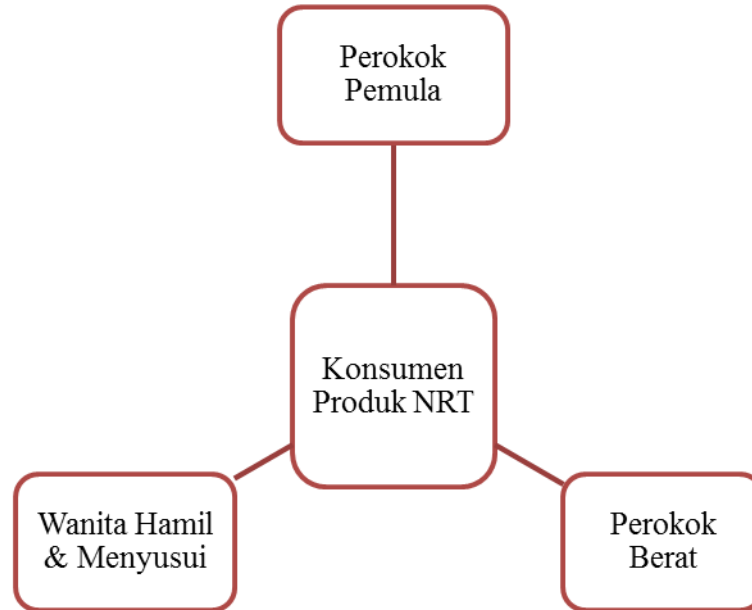 Perokok
Pemula
Konsumen
Produk NRT
Wanita Hamil
& Menyusui
Perokok
Berat